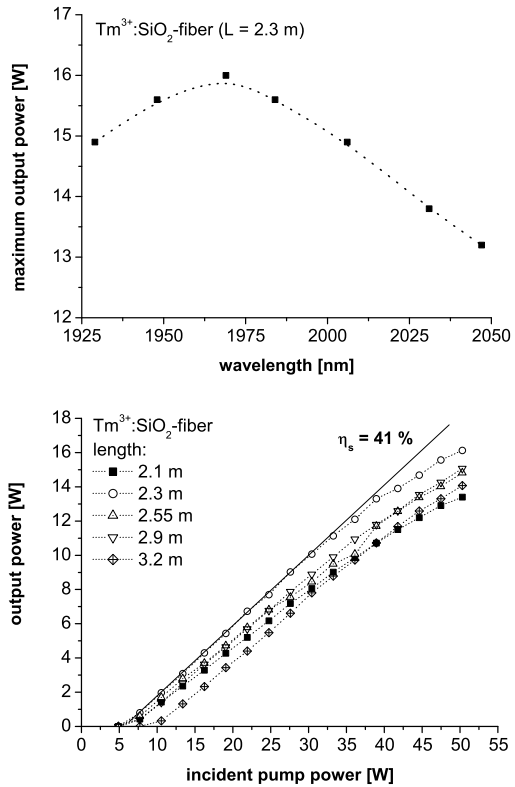 Tm³⁺:SiO₂-fiber (L = 2.3 m)
maximum output power [W]
17
16
15
14
13
12
1925 1950 1975 2000 2025 2050
wavelength [nm]
Tm³⁺:SiO₂-fiber
length:
2.1 m
2.3 m
2.55 m
2.9 m
3.2 m
ηs = 41 %
output power [W]
18
16
14
12
10
8
6
4
2
0
0 5 10 15 20 25 30 35 40 45 50 55
incident pump power [W]